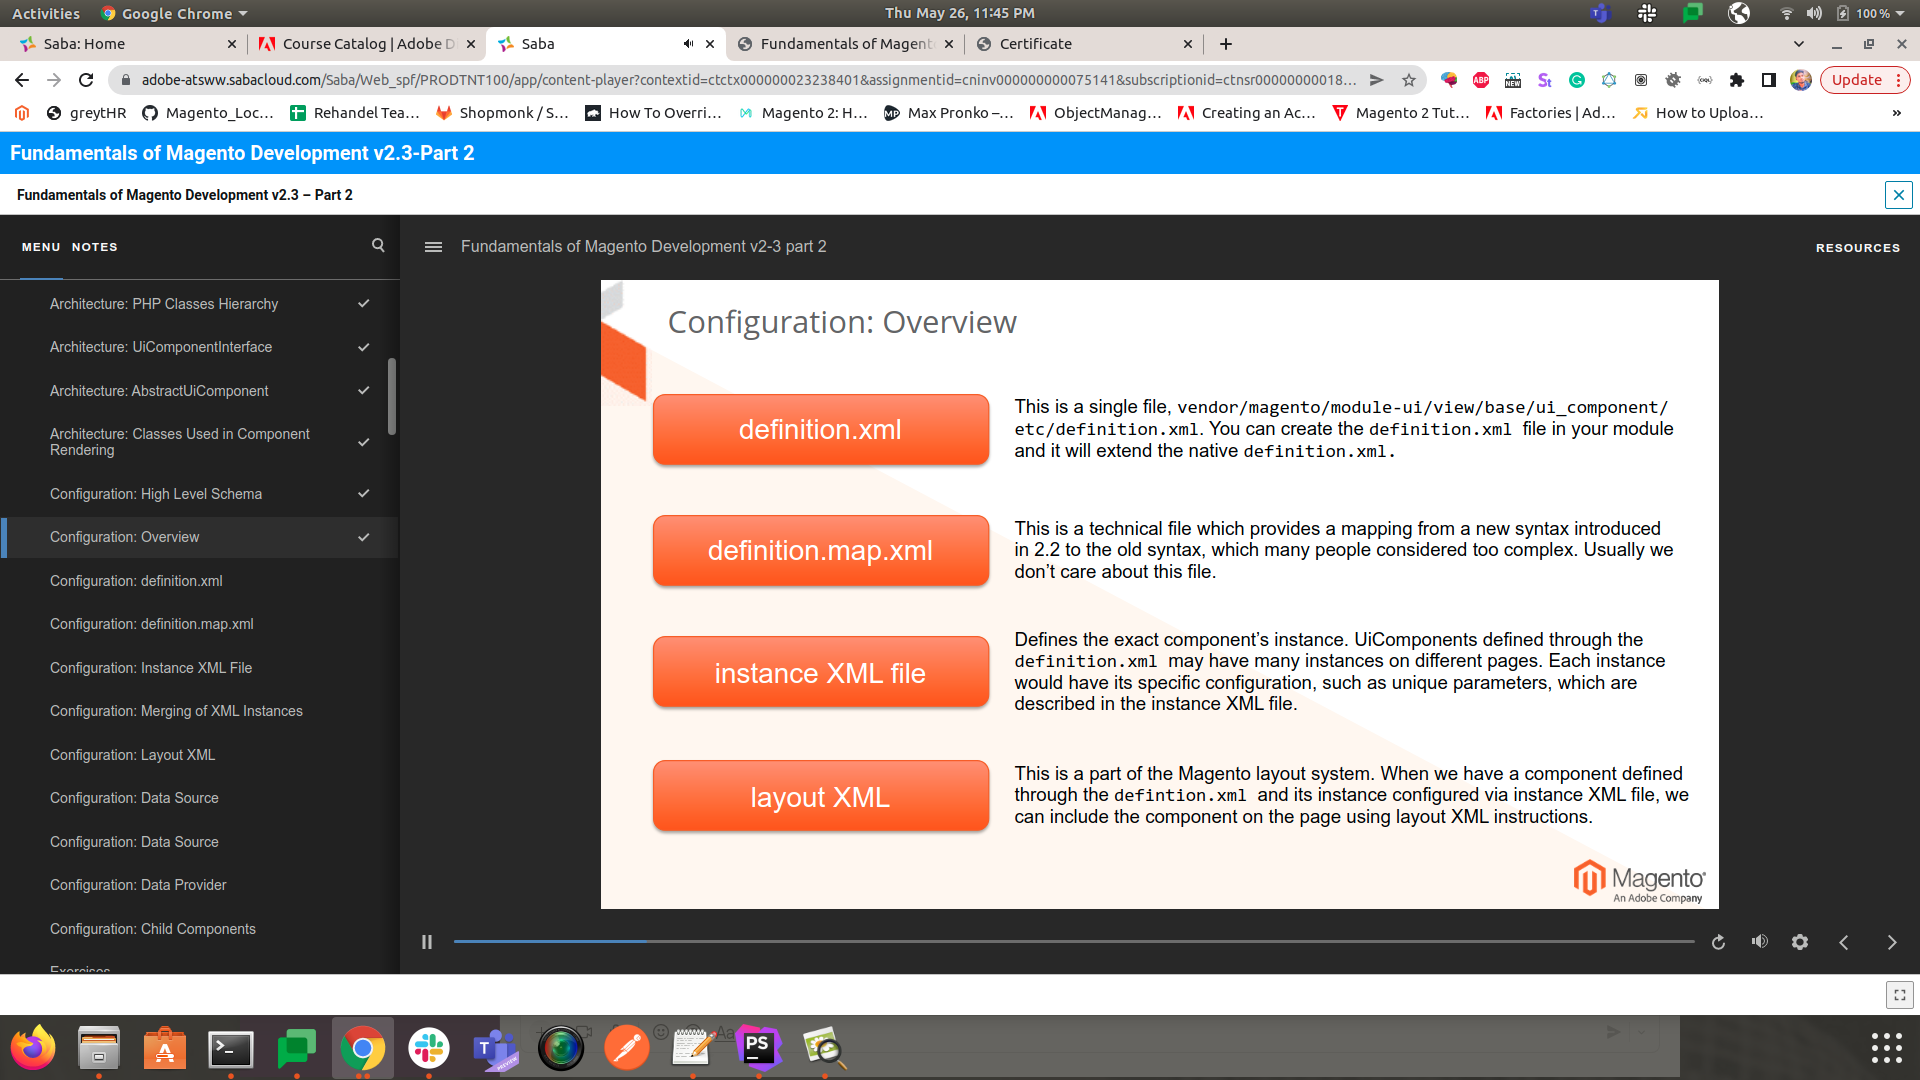 Activities
Google Chrome
Thu May 26, 11:45 PM
100 %
Saba: Home
Course Catalog | Adobe D
Saba
Fundamentals of Magent
Certificate
adobe-atsww.sabacloud.com/Saba/Web_spf/PRODTNT100/app/content-player?contextid=ctctx000000023238401&assignmentid=cninv000000000075141&subscriptionid=ctnsr00000000018...
ABP
NEW
Update
greytHR
Magento_Loc...
Rehandel Tea...
Shopmonk / S...
How To Overri...
Magento 2: H...
Max Pronko –...
ObjectManag...
Creating an Ac...
Magento 2 Tut...
Factories | Ad...
How to Uploa...
»
Fundamentals of Magento Development v2.3-Part 2
Fundamentals of Magento Development v2.3 – Part 2
MENU
NOTES
Fundamentals of Magento Development v2-3 part 2
RESOURCES
Architecture: PHP Classes Hierarchy
Architecture: UiComponentInterface
Architecture: AbstractUiComponent
Architecture: Classes Used in Component
Rendering
Configuration: High Level Schema
Configuration: Overview
Configuration: definition.xml
Configuration: definition.map.xml
Configuration: Instance XML File
Configuration: Merging of XML Instances
Configuration: Layout XML
Configuration: Data Source
Configuration: Data Source
Configuration: Data Provider
Configuration: Child Components
Exercises
Configuration: Overview
definition.xml
This is a single file, vendor/magento/module-ui/view/base/ui_component/
etc/definition.xml. You can create the definition.xml file in your module
and it will extend the native definition.xml.
definition.map.xml
This is a technical file which provides a mapping from a new syntax introduced
in 2.2 to the old syntax, which many people considered too complex. Usually we
don't care about this file.
instance XML file
Defines the exact component's instance. UiComponents defined through the
definition.xml may have many instances on different pages. Each instance
would have its specific configuration, such as unique parameters, which are
described in the instance XML file.
layout XML
This is a part of the Magento layout system. When we have a component defined
through the defintion.xml and its instance configured via instance XML file, we
can include the component on the page using layout XML instructions.
Magento
An Adobe Company
PS